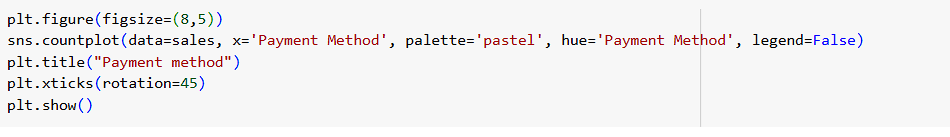 plt.figure(figsize=(8,5))
sns.countplot(data=sales, x='Payment Method', palette='pastel', hue='Payment Method', legend=False)
plt.title("Payment method")
plt.xticks(rotation=45)
plt.show()